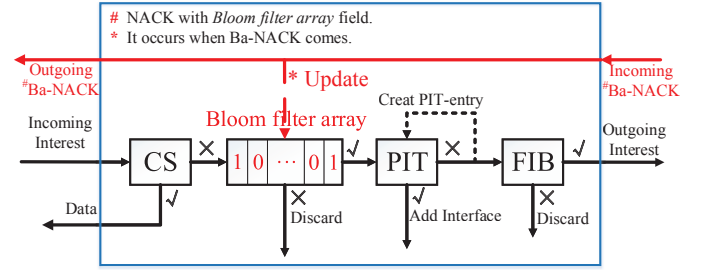 # NACK with Bloom filter array field.
* It occurs when Ba-NACK comes.
Outgoing
#Ba-NACK
* Update
Incoming
#Ba-NACK
Creat PIT-entry
Bloom filter array
Incoming
Interest
Outgoing
Interest
CS
1 0 ··· 0 1
PIT
FIB
Data
Discard
Add Interface
Discard